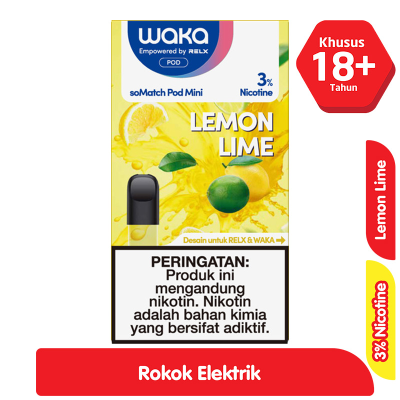 WAKA
Empowered by RELX
POD
Khusus
18+
Tahun
soMatch Pod Mini
3%
Nicotine
LEMON
LIME
Desain untuk RELX & WAKA →
PERINGATAN:
Produk ini
mengandung
nikotin. Nikotin
adalah bahan kimia
yang bersifat adiktif.
Lemon Lime
3% Nicotine
Rokok Elektrik